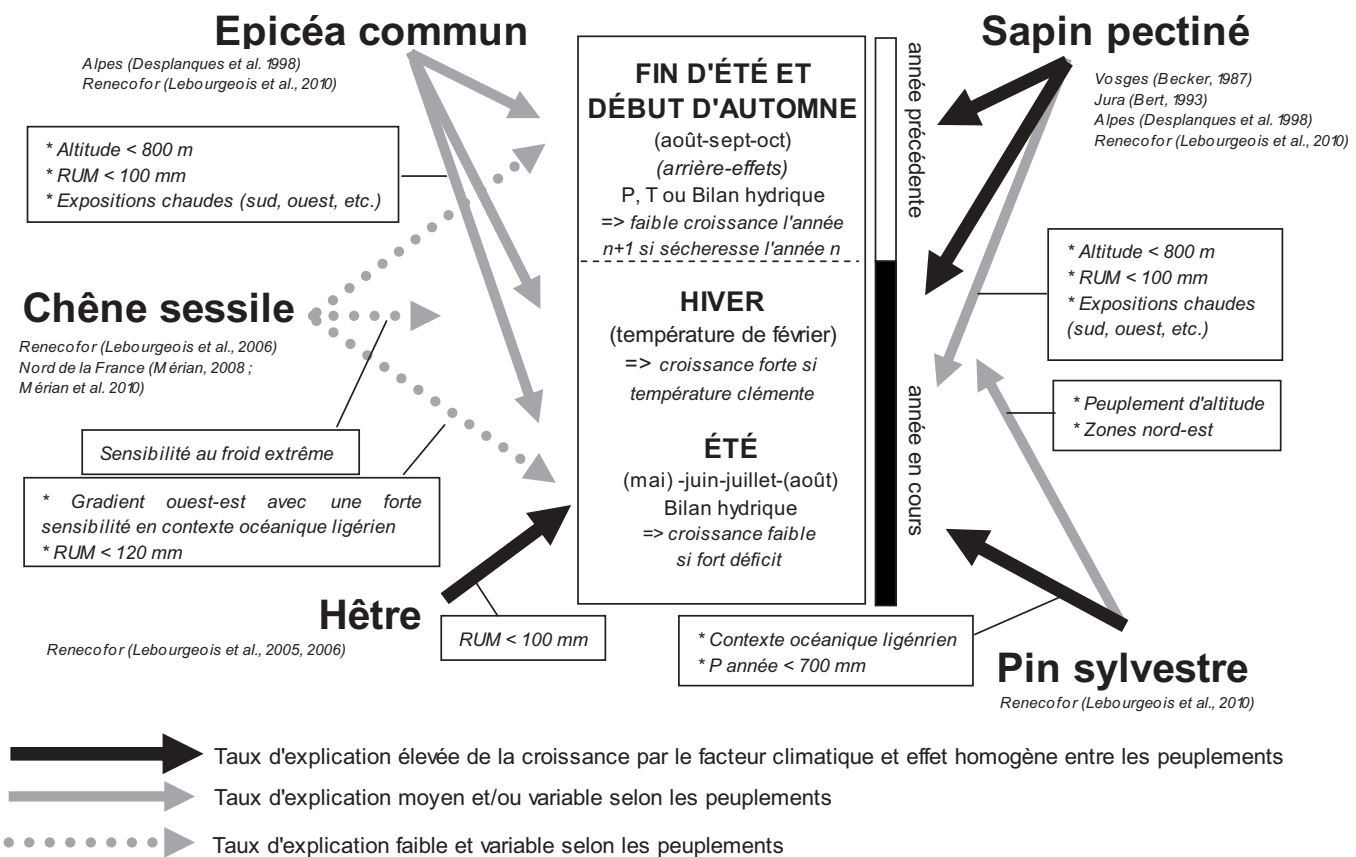 Epicéa commun
Alpes (Desplanques et al. 1998)
Renecofor (Lebourgeois et al., 2010)
* Altitude < 800 m
* RUM < 100 mm
* Expositions chaudes (sud, ouest, etc.)
Chêne sessile
Renecofor (Lebourgeois et al., 2006)
Nord de la France (Mérian, 2008 ;
Mérian et al. 2010)
Sensibilité au froid extrême
* Gradient ouest-est avec une forte
sensibilité en contexte océanique ligérien
* RUM < 120 mm
Hêtre
Renecofor (Lebourgeois et al., 2005, 2006)
RUM < 100 mm
FIN D'ÉTÉ ET
DÉBUT D'AUTOMNE
(août-sept-oct)
(arrière-effets)
P, T ou Bilan hydrique
=> faible croissance l'année
n+1 si sécheresse l'année n
HIVER
(température de février)
=> croissance forte si
température clémente
ÉTÉ
(mai) -juin-juillet-(août)
Bilan hydrique
=> croissance faible
si fort déficit
année précédente
année en cours
Sapin pectiné
Vosges (Becker, 1987)
Jura (Bert, 1993)
Alpes (Desplanques et al. 1998)
Renecofor (Lebourgeois et al., 2010)
* Altitude < 800 m
* RUM < 100 mm
* Expositions chaudes
(sud, ouest, etc.)
* Peuplement d'altitude
* Zones nord-est
* Contexte océanique ligénrien
* P année < 700 mm
Pin sylvestre
Renecofor (Lebourgeois et al., 2010)
Taux d'explication élevée de la croissance par le facteur climatique et effet homogène entre les peuplements
Taux d'explication moyen et/ou variable selon les peuplements
Taux d'explication faible et variable selon les peuplements